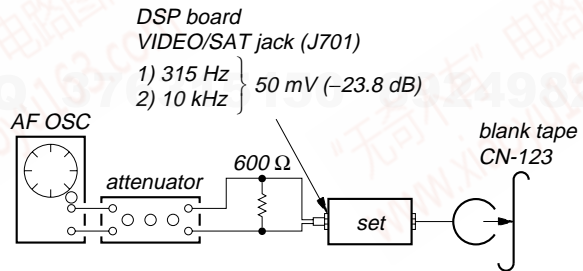 DSP board
VIDEO/SAT jack (J701)
1) 315 Hz
2) 10 kHz
50 mV (–23.8 dB)
AF OSC
attenuator
600 Ω
set
blank tape
CN-123